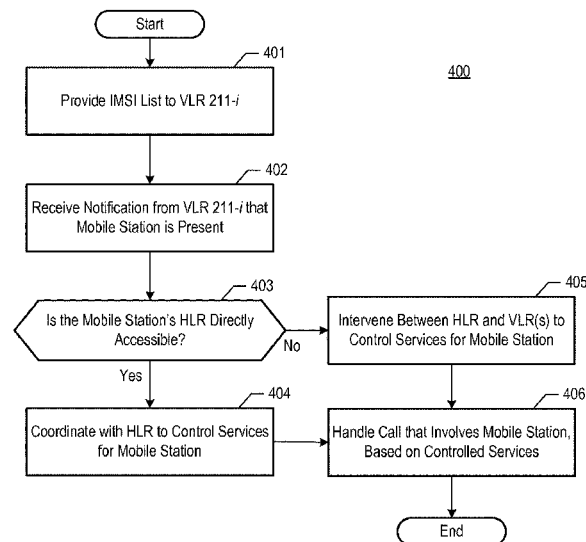 Start
401
400
Provide IMSI List to VLR 211-i
402
Receive Notification from VLR 211-i that
Mobile Station is Present
403
Is the Mobile Station's HLR Directly
Accessible?
No
Yes
405
Intervene Between HLR and VLR(s) to
Control Services for Mobile Station
404
Coordinate with HLR to Control Services
for Mobile Station
406
Handle Call that Involves Mobile Station,
Based on Controlled Services
End